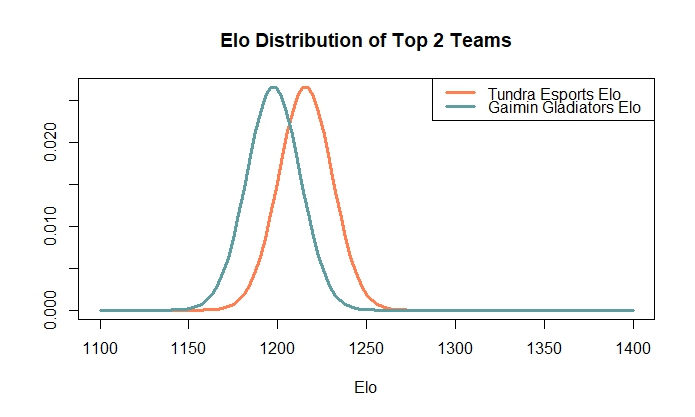 Elo Distribution of Top 2 Teams
Tundra Esports Elo
Gaimin Gladiators Elo
0.020
0.010
0.000
1100 1150 1200 1250 1300 1350 1400
Elo